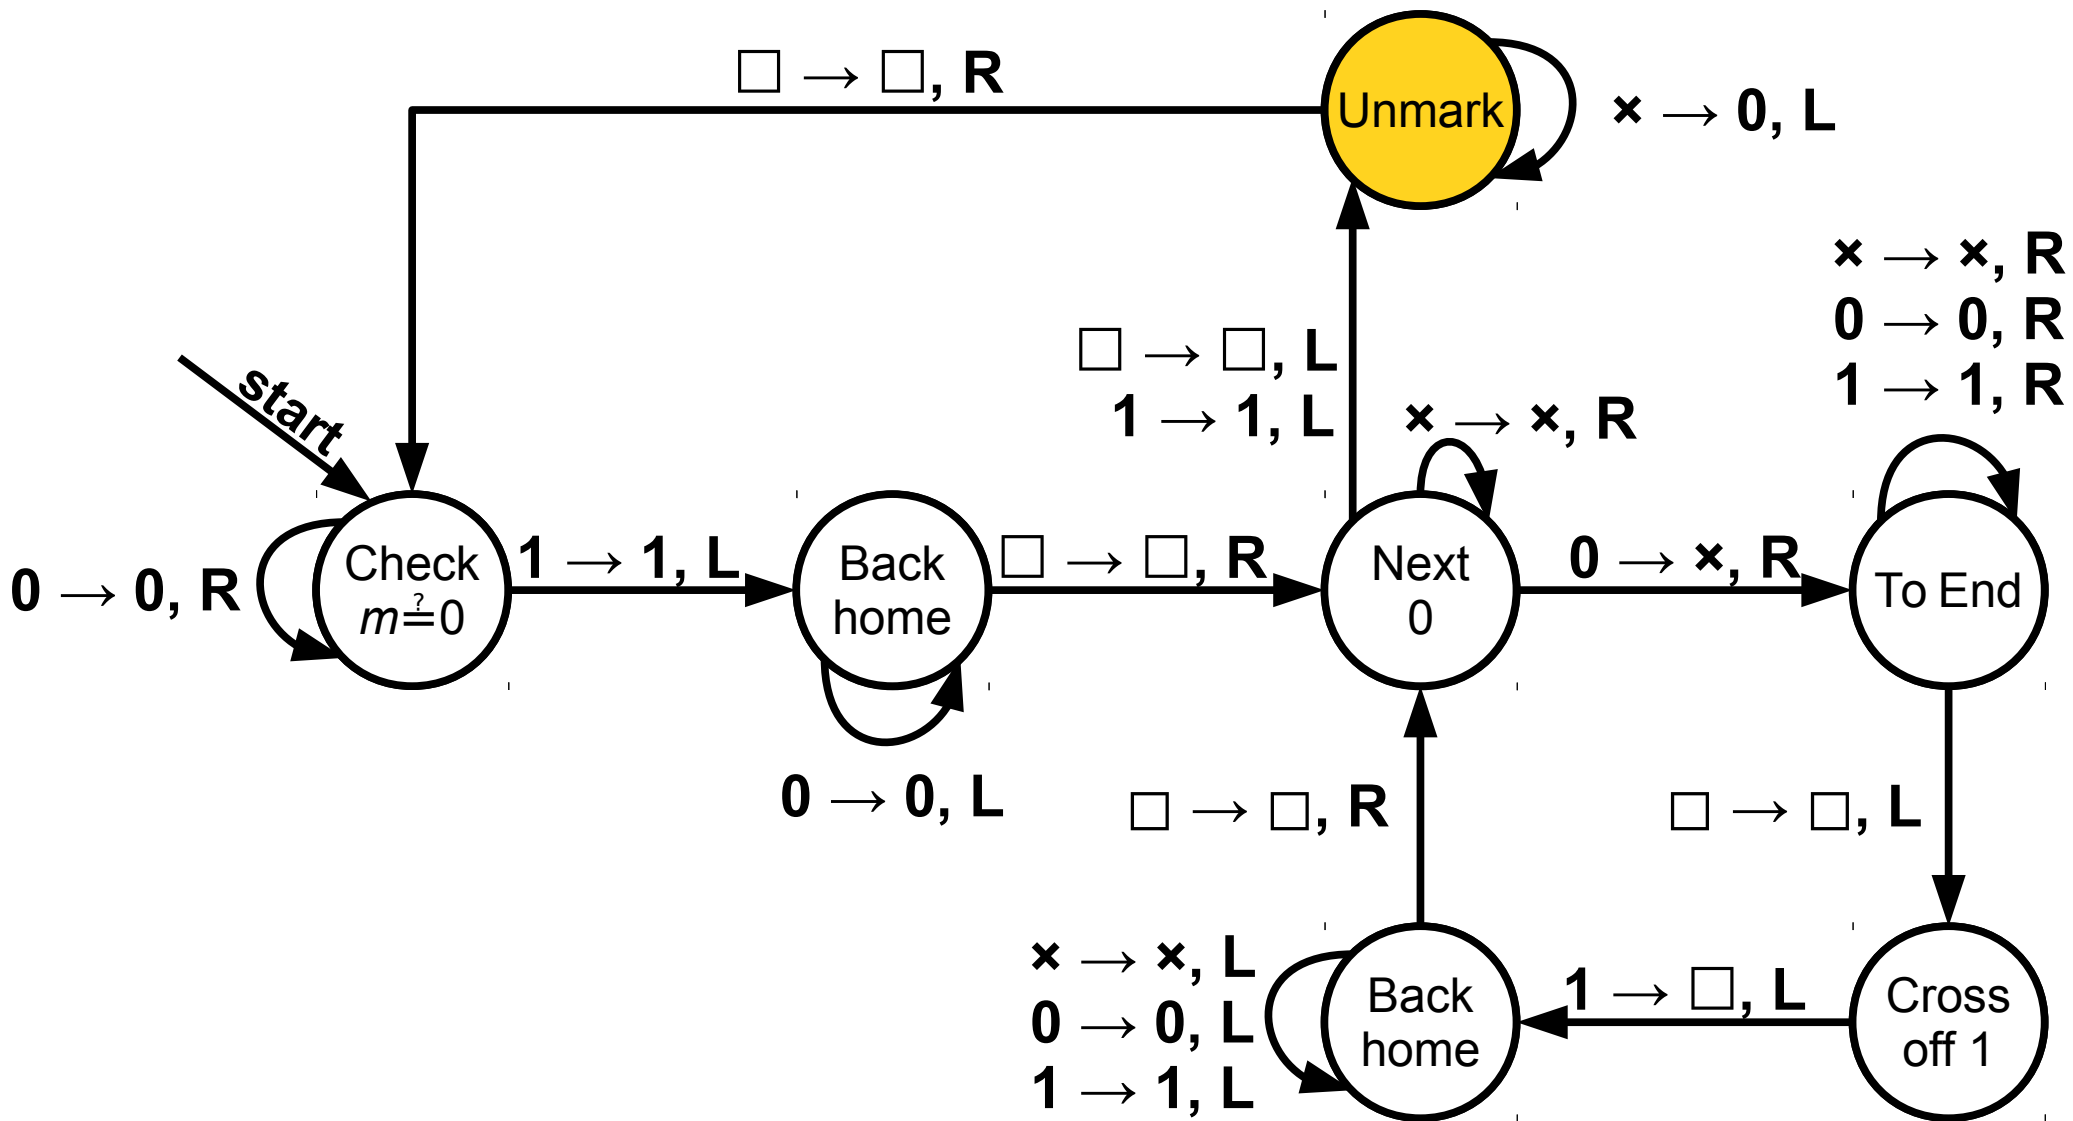 □ → □, R
Unmark
× → 0, L
× → ×, R
0 → 0, R
1 → 1, R
□ → □, L
1 → 1, L
× → ×, R
start
0 → 0, R
Check
m≟0
1 → 1, L
Back
home
□ → □, R
Next
0
0 → ×, R
To End
0 → 0, L
□ → □, R
□ → □, L
× → ×, L
0 → 0, L
1 → 1, L
Back
home
1 → □, L
Cross
off 1